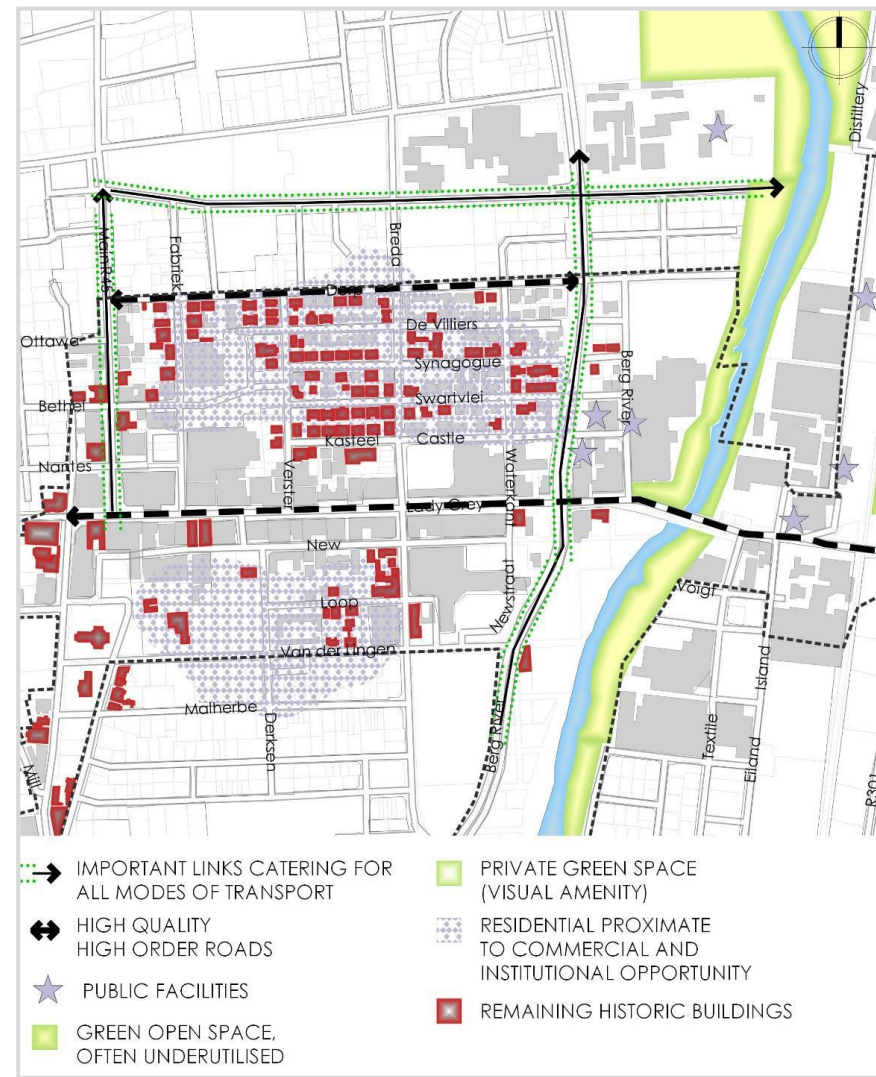 Distillery
Main R45
Fabriek
Breda
Dorp
De Villiers
Ottawa
Synagogue
Berg River
Bethel
Swartvlei
Kasteel
Castle
Nantes
Verster
Waterkant
Lady Grey
New
Newstraat
Voigt
Loop
Van der Lingen
Island
Malherbe
Berg River
Derksen
Textile
Eiland
Mill
R301
IMPORTANT LINKS CATERING FOR
ALL MODES OF TRANSPORT
HIGH QUALITY
HIGH ORDER ROADS
PUBLIC FACILITIES
GREEN OPEN SPACE,
OFTEN UNDERUTILISED
PRIVATE GREEN SPACE
(VISUAL AMENITY)
RESIDENTIAL PROXIMATE
TO COMMERCIAL AND
INSTITUTIONAL OPPORTUNITY
REMAINING HISTORIC BUILDINGS